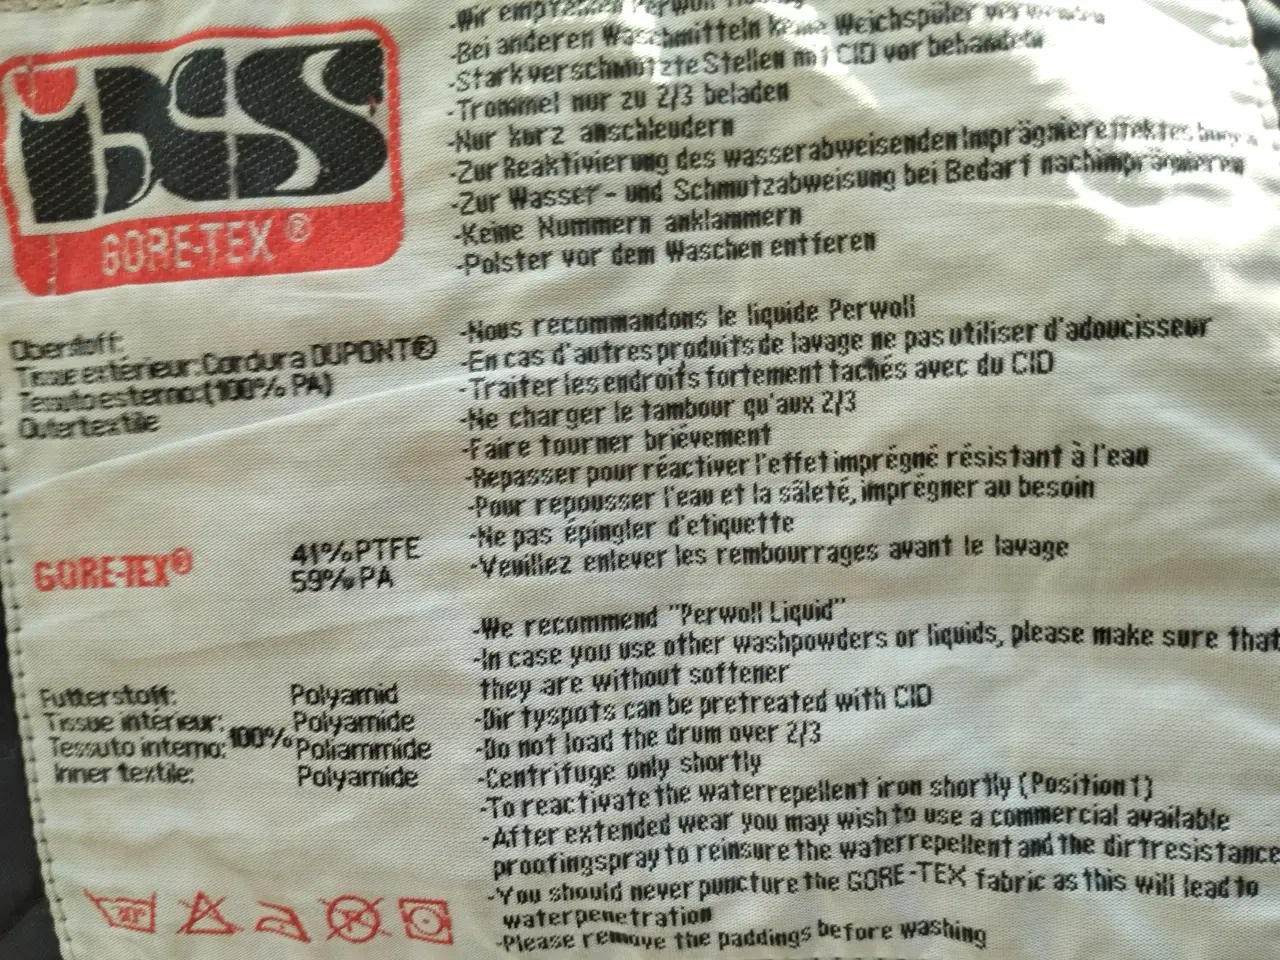 iXS
GORE-TEX ®
Oberstoff:
Tissue extérieur: Cordura DUPONT®
Tessuto esterno: (100% PA)
Outertextile
GORE-TEX® 41% PTFE
59% PA
Futterstoff: Polyamid
Tissue intérieur: 100% Polyamide
Tessuto interno: Poliammide
Inner textile: Polyamide
30°
-Wir empfehlen Perwoll
-Bei anderen Waschmitteln keine Weichspüler verwenden
-Stark verschmutzte Stellen mit CID vor behandeln
-Trommel nur zu 2/3 beladen
-Nur kurz anschleudern
-Zur Reaktivierung des wasserabweisenden Imprägniereffektes
-Zur Wasser - und Schmutzabweisung bei Bedarf nachimprägnieren
-Keine Nummern anklammern
-Polster vor dem Waschen entferen
-Nous recommandons le liquide Perwoll
-En cas d'autres produits de lavage ne pas utiliser d'adoucisseur
-Traiter les endroits fortement tachés avec du CID
-Ne charger le tambour qu'aux 2/3
-Faire tourner briévement
-Repasser pour réactiver l'effet imprégné résistant à l'eau
-Pour repousser l'eau et la sâleté, imprégner au besoin
-Ne pas épingler d'etiquette
-Veuillez enlever les rembourrages avant le lavage
-We recommend "Perwoll Liquid"
-In case you use other washpowders or liquids, please make sure that
they are without softener
-Dirtyspots can be pretreated with CID
-Do not load the drum over 2/3
-Centrifuge only shortly
-To reactivate the waterrepellent iron shortly (Position 1)
-After extended wear you may wish to use a commercial available
proofingspray to reinsure the waterrepellent and the dirtresistance
-You should never puncture the GORE-TEX fabric as this will lead to
waterpenetration
-Please remove the paddings before washing